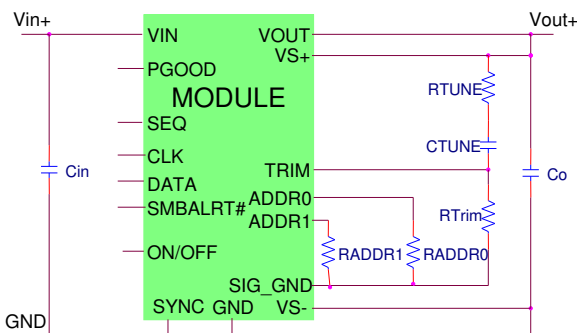 Vin+
Vout+
VIN
VOUT
VS+
PGOOD
RTUNE
MODULE
SEQ
CTUNE
CLK
TRIM
Cin
Co
DATA
ADDR0
SMBALRT#
ADDR1
RTrim
ON/OFF
RADDR1
RADDR0
SIG_GND
SYNC
GND
VS-
GND